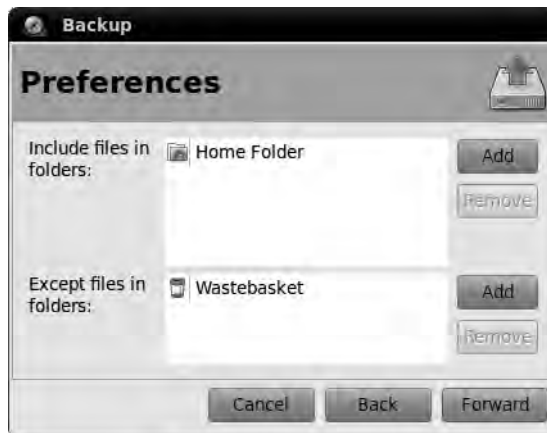 Backup
Preferences
Include files in
folders:
Home Folder
Add
Remove
Except files in
folders:
Wastebasket
Add
Remove
Cancel
Back
Forward